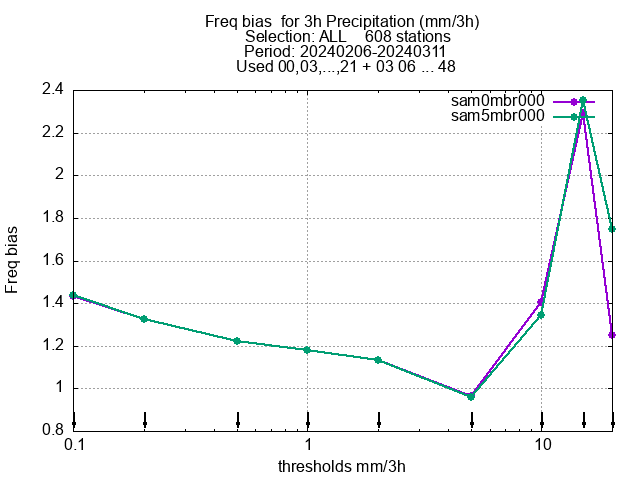 Freq bias  for 3h Precipitation (mm/3h)
Selection: ALL    608 stations
Period: 20240206-20240311
Used 00,03,...,21 + 03 06 ... 48
sam0mbr000
sam5mbr000
2.4
2.2
2
1.8
1.6
1.4
1.2
1
0.8
Freq bias
0.1 1 10
thresholds mm/3h